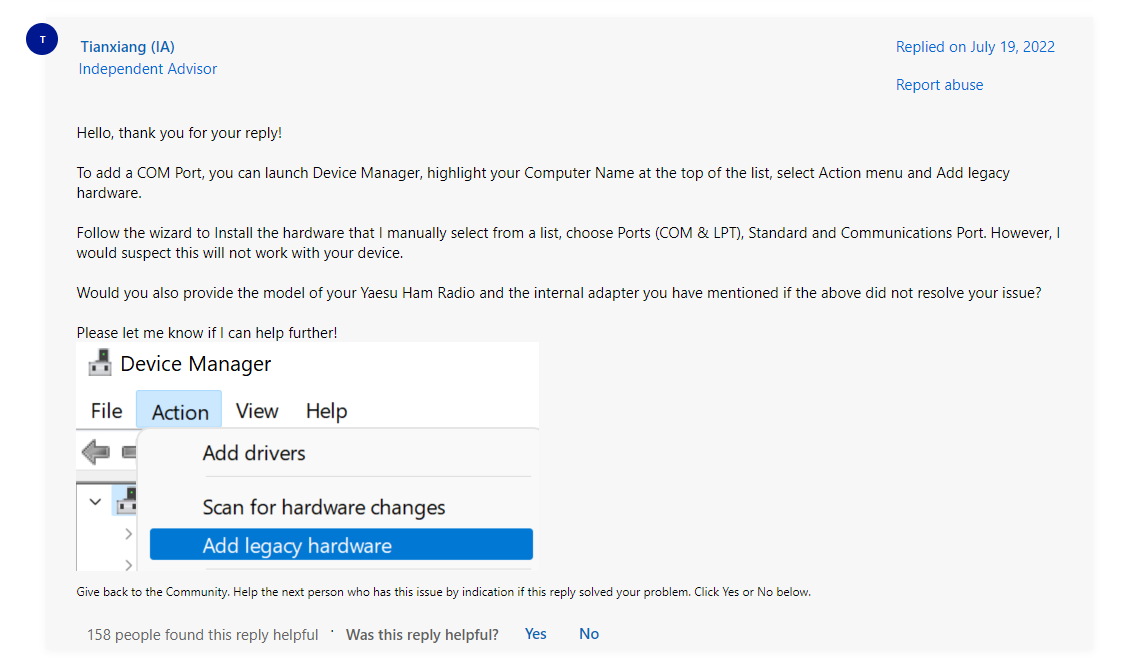 T
Tianxiang (IA)
Replied on July 19, 2022
Independent Advisor
Report abuse
Hello, thank you for your reply!
To add a COM Port, you can launch Device Manager, highlight your Computer Name at the top of the list, select Action menu and Add legacy
hardware.
Follow the wizard to Install the hardware that I manually select from a list, choose Ports (COM & LPT), Standard and Communications Port. However, I
would suspect this will not work with your device.
Would you also provide the model of your Yaesu Ham Radio and the internal adapter you have mentioned if the above did not resolve your issue?
Please let me know if I can help further!
Device Manager
File Action View Help
Add drivers
Scan for hardware changes
Add legacy hardware
Give back to the Community. Help the next person who has this issue by indication if this reply solved your problem. Click Yes or No below.
158 people found this reply helpful · Was this reply helpful? Yes No